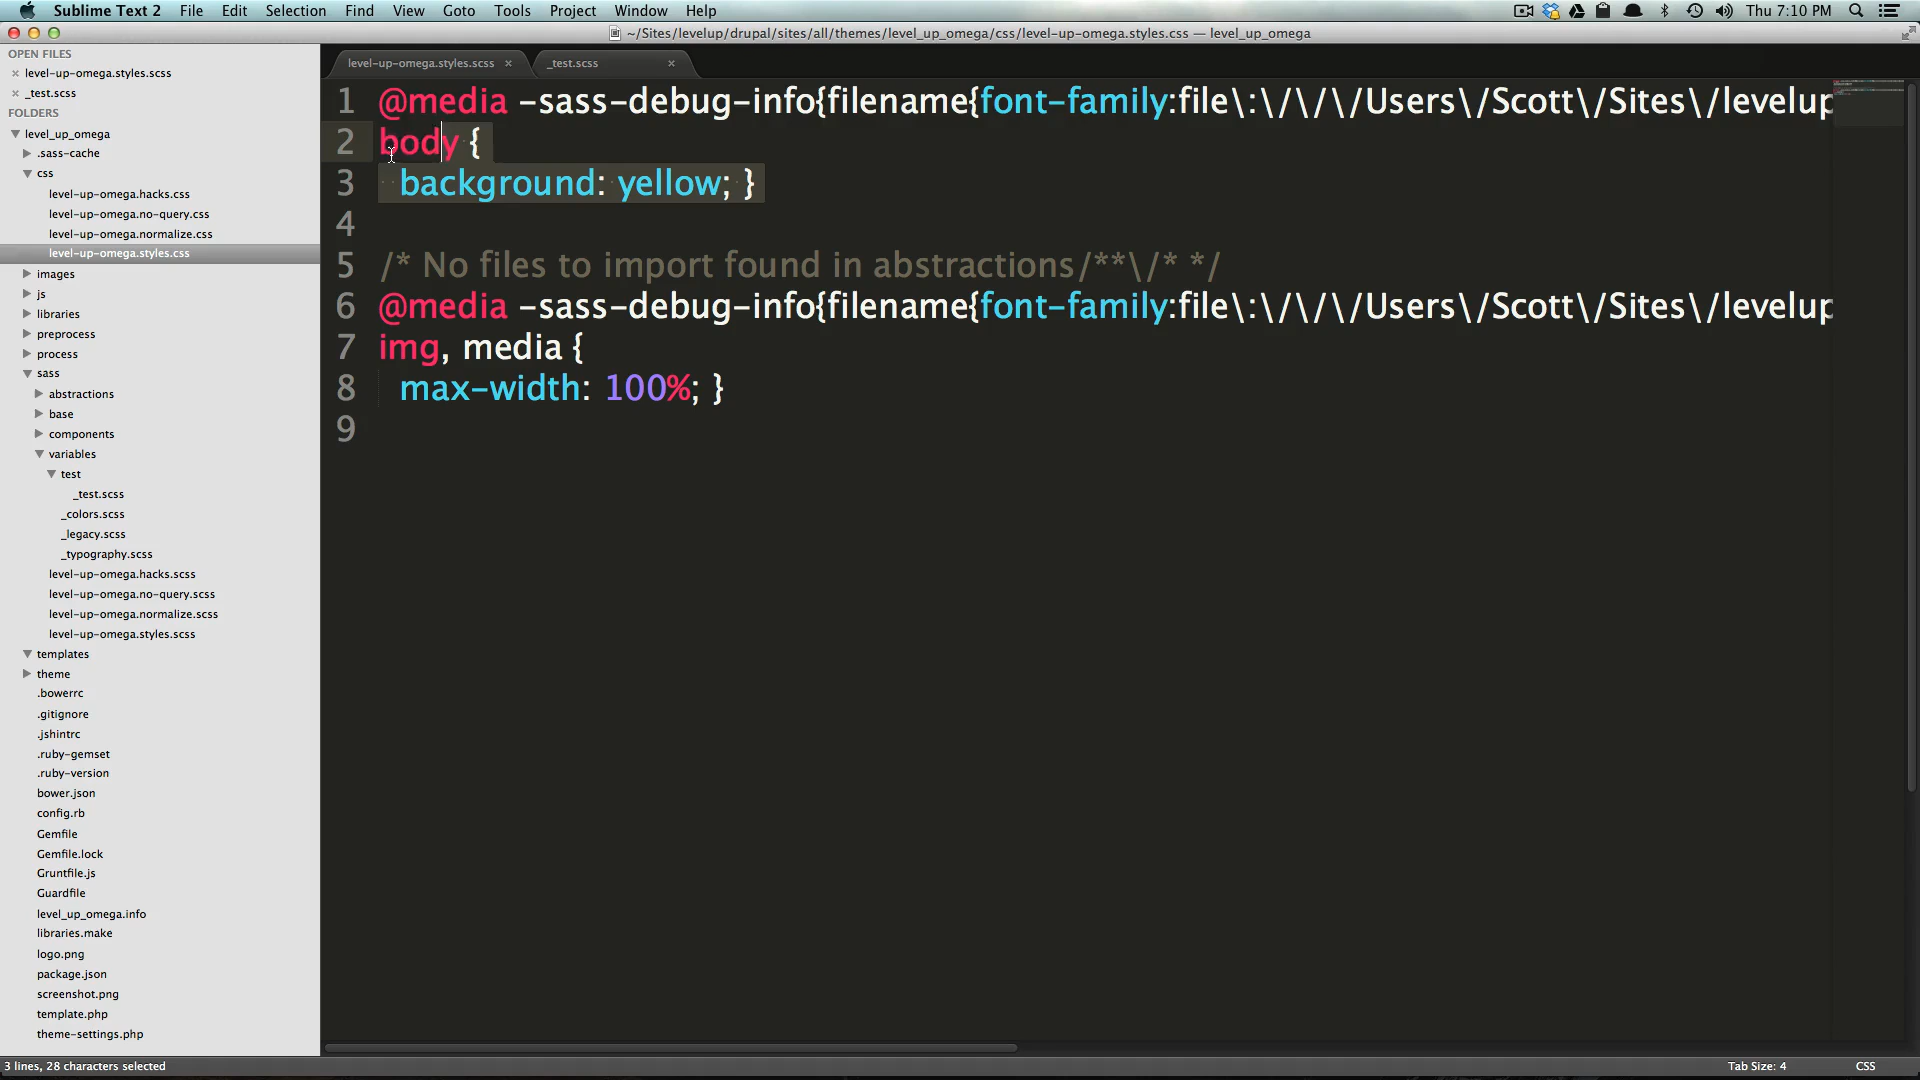 Sublime Text 2 File Edit Selection Find View Goto Tools Project Window Help Thu 7:10 PM
~/Sites/levelup/drupal/sites/all/themes/level_up_omega/css/level-up-omega.styles.css — level_up_omega
OPEN FILES
level-up-omega.styles.scss
_test.scss
FOLDERS
level_up_omega
.sass-cache
css
level-up-omega.hacks.css
level-up-omega.no-query.css
level-up-omega.normalize.css
level-up-omega.styles.css
images
js
libraries
preprocess
process
sass
abstractions
base
components
variables
test
_test.scss
_colors.scss
_legacy.scss
_typography.scss
level-up-omega.hacks.scss
level-up-omega.no-query.scss
level-up-omega.normalize.scss
level-up-omega.styles.scss
templates
theme
.bowerrc
.gitignore
.jshintrc
.ruby-gemset
.ruby-version
bower.json
config.rb
Gemfile
Gemfile.lock
Gruntfile.js
Guardfile
level_up_omega.info
libraries.make
logo.png
package.json
screenshot.png
template.php
theme-settings.php
level-up-omega.styles.scss _test.scss
1 @media -sass-debug-info{filename{font-family:file\:\/\/\/Users\/Scott\/Sites\/levelup
2 body {
3 background: yellow; }
4
5 /* No files to import found in abstractions/**\/* */
6 @media -sass-debug-info{filename{font-family:file\:\/\/\/Users\/Scott\/Sites\/levelup
7 img, media {
8 max-width: 100%; }
9
3 lines, 28 characters selected Tab Size: 4 CSS